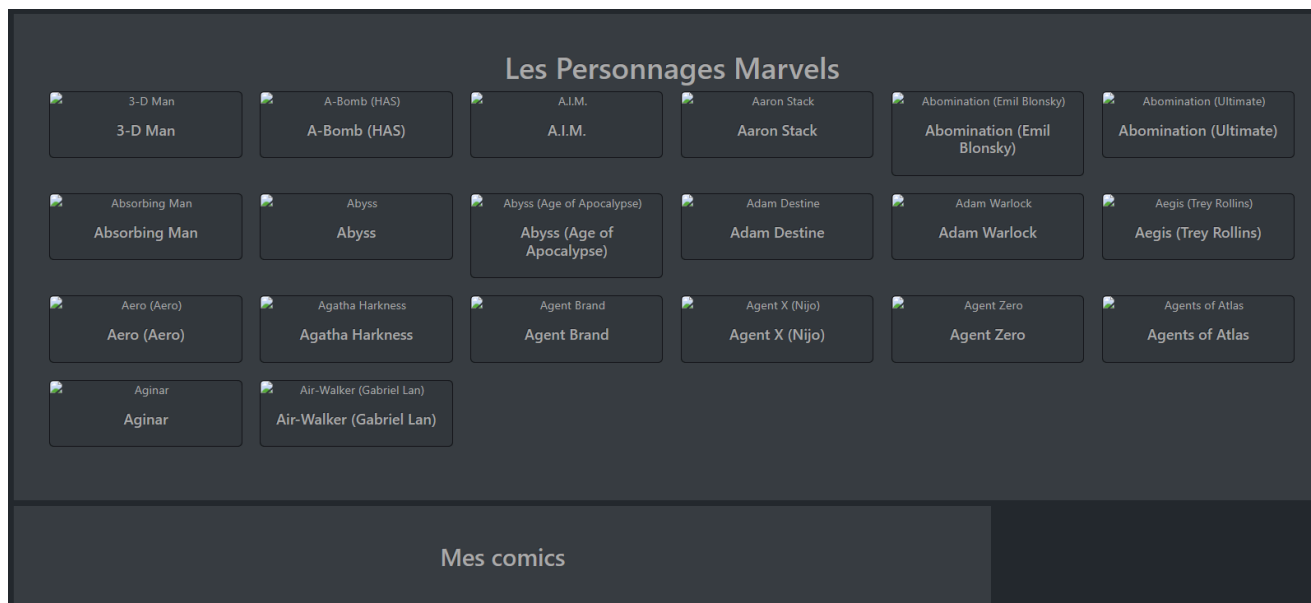 Les Personnages Marvels
3-D Man
3-D Man
A-Bomb (HAS)
A-Bomb (HAS)
A.I.M.
A.I.M.
Aaron Stack
Aaron Stack
Abomination (Emil Blonsky)
Abomination (Emil
Blonsky)
Abomination (Ultimate)
Abomination (Ultimate)
Absorbing Man
Absorbing Man
Abyss
Abyss
Abyss (Age of Apocalypse)
Abyss (Age of
Apocalypse)
Adam Destine
Adam Destine
Adam Warlock
Adam Warlock
Aegis (Trey Rollins)
Aegis (Trey Rollins)
Aero (Aero)
Aero (Aero)
Agatha Harkness
Agatha Harkness
Agent Brand
Agent Brand
Agent X (Nijo)
Agent X (Nijo)
Agent Zero
Agent Zero
Agents of Atlas
Agents of Atlas
Aginar
Aginar
Air-Walker (Gabriel Lan)
Air-Walker (Gabriel Lan)
Mes comics